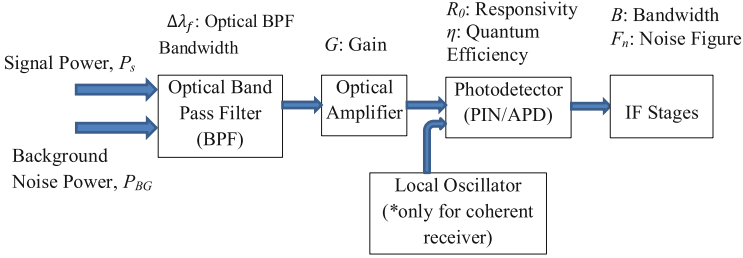 Δλf: Optical BPF
Bandwidth
G: Gain
R0: Responsivity
η: Quantum
Efficiency
B: Bandwidth
Fn: Noise Figure
Signal Power, Ps
Optical Band
Pass Filter
(BPF)
Optical
Amplifier
Photodetector
(PIN/APD)
IF Stages
Background
Noise Power, PBG
Local Oscillator
(*only for coherent
receiver)